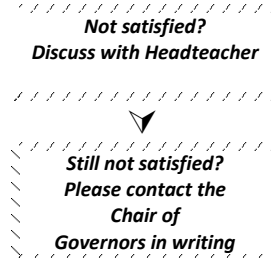 Not satisfied?
Discuss with Headteacher
Still not satisfied?
Please contact the
Chair of
Governors in writing